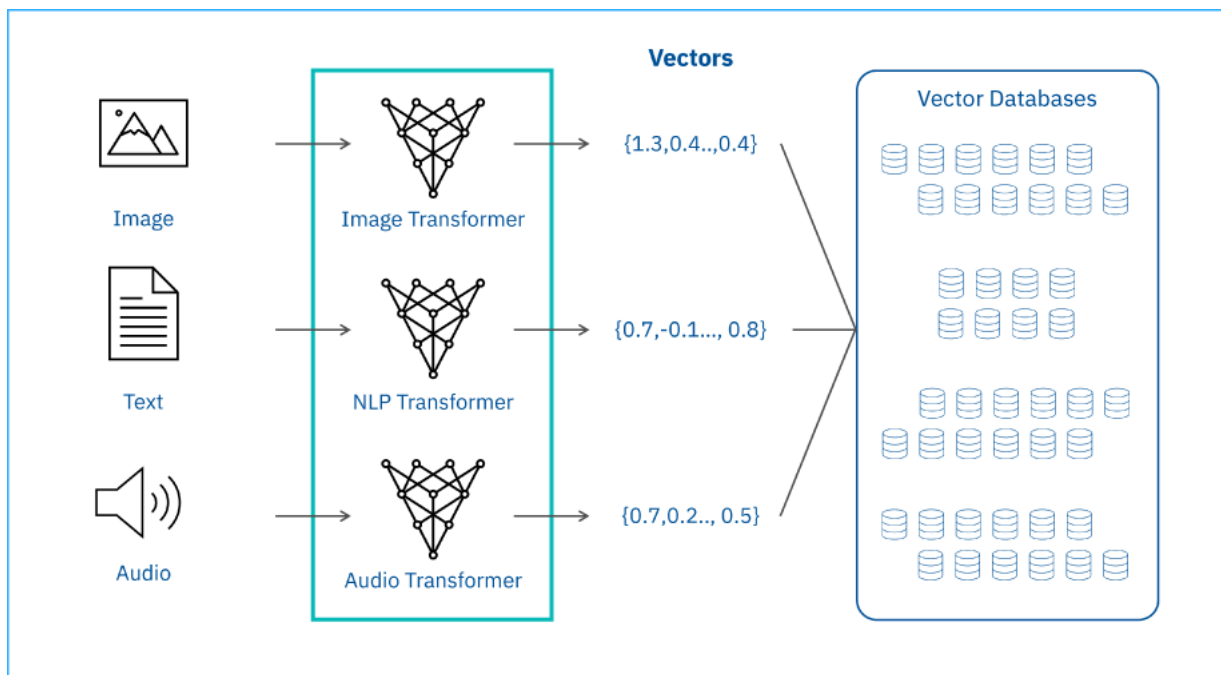 Vectors
Vector Databases
{1.3,0.4..,0.4}
Image
Image Transformer
{0.7,-0.1..., 0.8}
Text
NLP Transformer
{0.7,0.2.., 0.5}
Audio
Audio Transformer